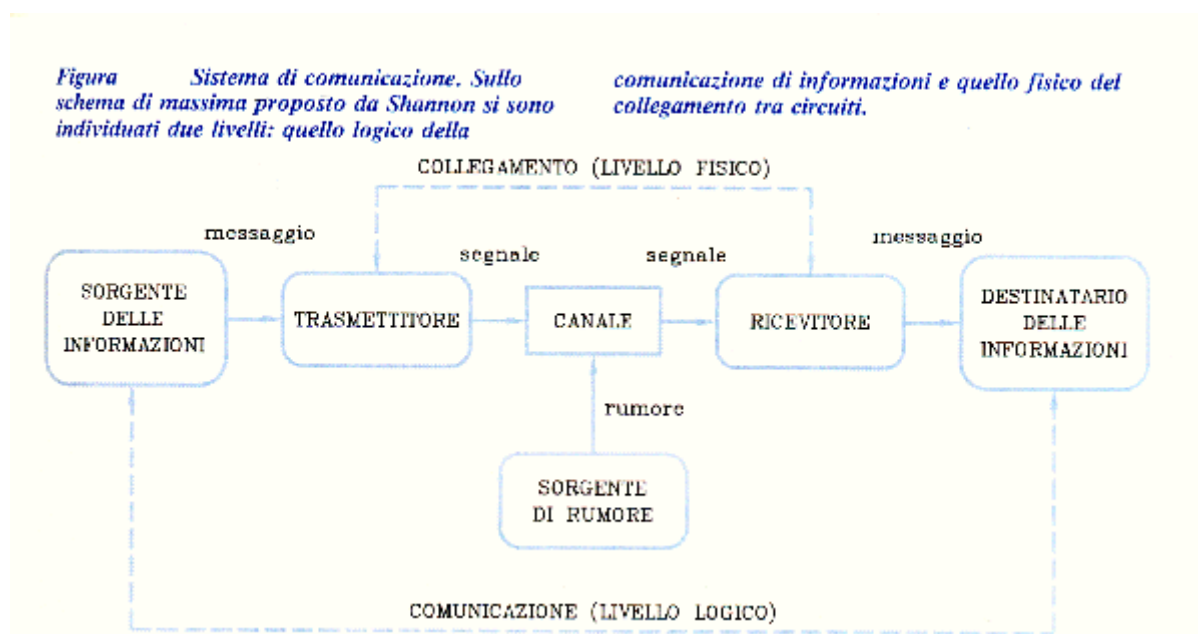 Figura Sistema di comunicazione. Sullo
schema di massima proposto da Shannon si sono
individuati due livelli: quello logico della
comunicazione di informazioni e quello fisico del
collegamento tra circuiti.
COLLEGAMENTO (LIVELLO FISICO)
messaggio
segnale
segnale
messaggio
SORGENTE
DELLE
INFORMAZIONI
TRASMETTITORE
CANALE
RICEVITORE
DESTINATARIO
DELLE
INFORMAZIONI
rumore
SORGENTE
DI RUMORE
COMUNICAZIONE (LIVELLO LOGICO)